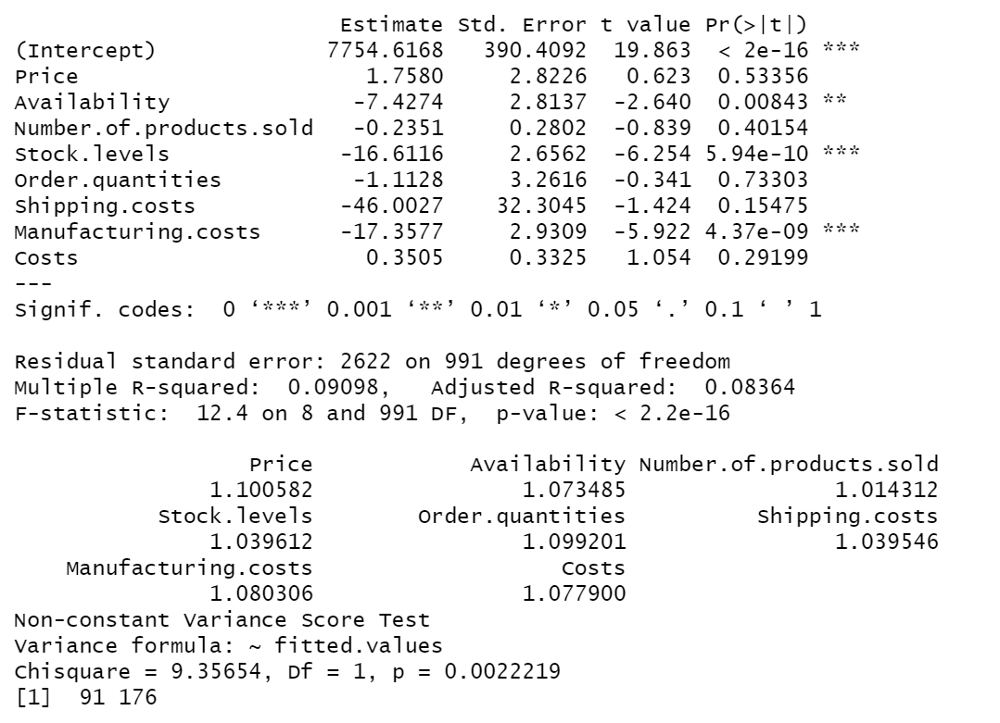 Estimate Std. Error t value Pr(>|t|)
(Intercept) 7754.6168 390.4092 19.863 < 2e-16 ***
Price 1.7580 2.8226 0.623 0.53356
Availability -7.4274 2.8137 -2.640 0.00843 **
Number.of.products.sold -0.2351 0.2802 -0.839 0.40154
Stock.levels -16.6116 2.6562 -6.254 5.94e-10 ***
Order.quantities -1.1128 3.2616 -0.341 0.73303
Shipping.costs -46.0027 32.3045 -1.424 0.15475
Manufacturing.costs -17.3577 2.9309 -5.922 4.37e-09 ***
Costs 0.3505 0.3325 1.054 0.29199
---
Signif. codes: 0 ‘***’ 0.001 ‘**’ 0.01 ‘*’ 0.05 ‘.’ 0.1 ‘ ’ 1
Residual standard error: 2622 on 991 degrees of freedom
Multiple R-squared: 0.09098, Adjusted R-squared: 0.08364
F-statistic: 12.4 on 8 and 991 DF, p-value: < 2.2e-16
Price Availability Number.of.products.sold
1.100582 1.073485 1.014312
Stock.levels Order.quantities Shipping.costs
1.039612 1.099201 1.039546
Manufacturing.costs Costs
1.080306 1.077900
Non-constant Variance Score Test
Variance formula: ~ fitted.values
Chisquare = 9.35654, Df = 1, p = 0.0022219
[1] 91 176